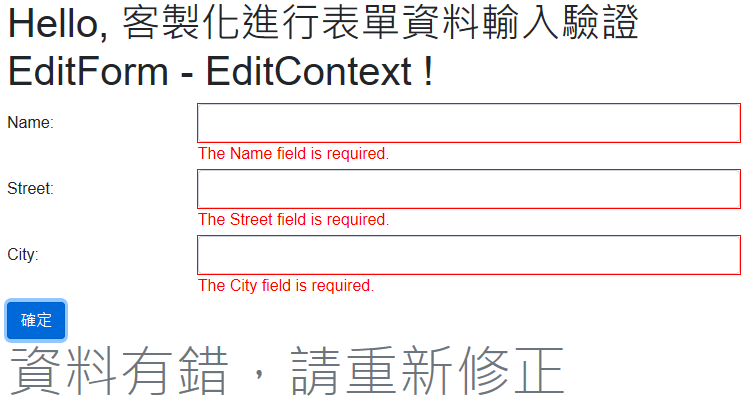 Hello, 客製化進行表單資料輸入驗證
EditForm - EditContext !
Name:
The Name field is required.
Street:
The Street field is required.
City:
The City field is required.
確定
資料有錯，請重新修正